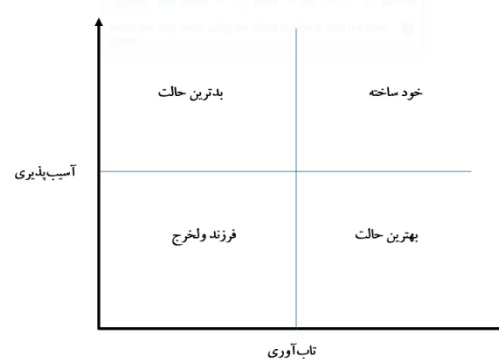 بدترین حالت
خود ساخته
آسیب‌پذیری
فرزند ولخرج
بهترین حالت
تاب‌آوری